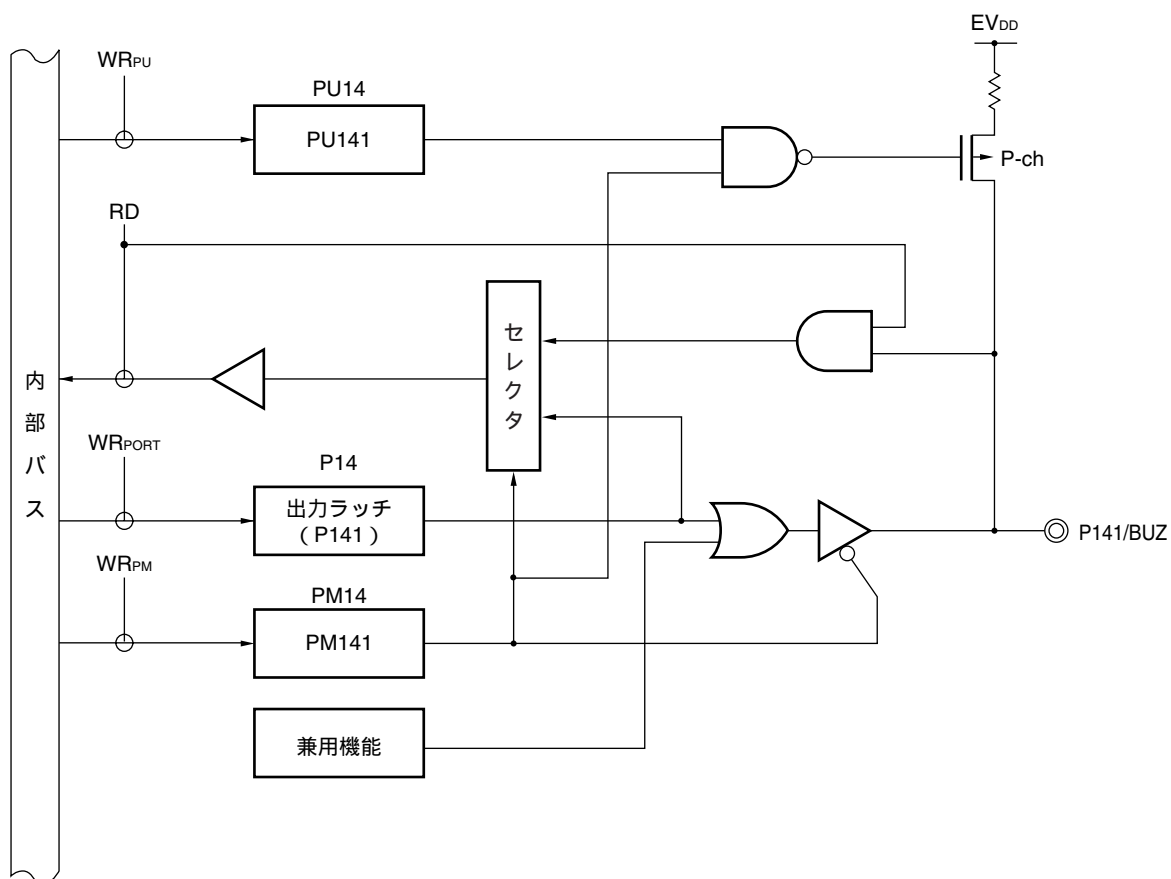 EVDD
WRPU
PU14
PU141
P-ch
RD
セレクタ
内部バス
WRPORT
P14
出力ラッチ
(P141)
P141/BUZ
WRPM
PM14
PM141
兼用機能